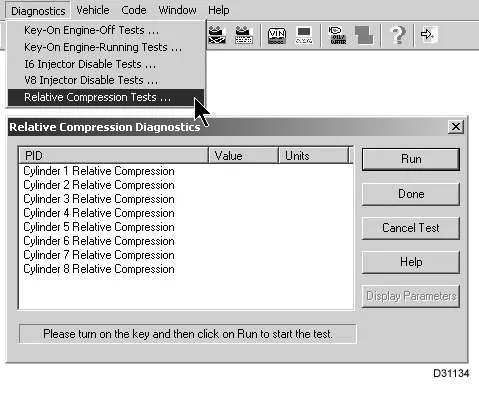 Diagnostics Vehicle Code Window Help
Key-On Engine-Off Tests ...
Key-On Engine-Running Tests ...
I6 Injector Disable Tests ...
V8 Injector Disable Tests ...
Relative Compression Tests ...
VIN
Relative Compression Diagnostics
PID Value Units
Cylinder 1 Relative Compression
Cylinder 2 Relative Compression
Cylinder 3 Relative Compression
Cylinder 4 Relative Compression
Cylinder 5 Relative Compression
Cylinder 6 Relative Compression
Cylinder 7 Relative Compression
Cylinder 8 Relative Compression
Run
Done
Cancel Test
Help
Display Parameters
Please turn on the key and then click on Run to start the test.
D31134